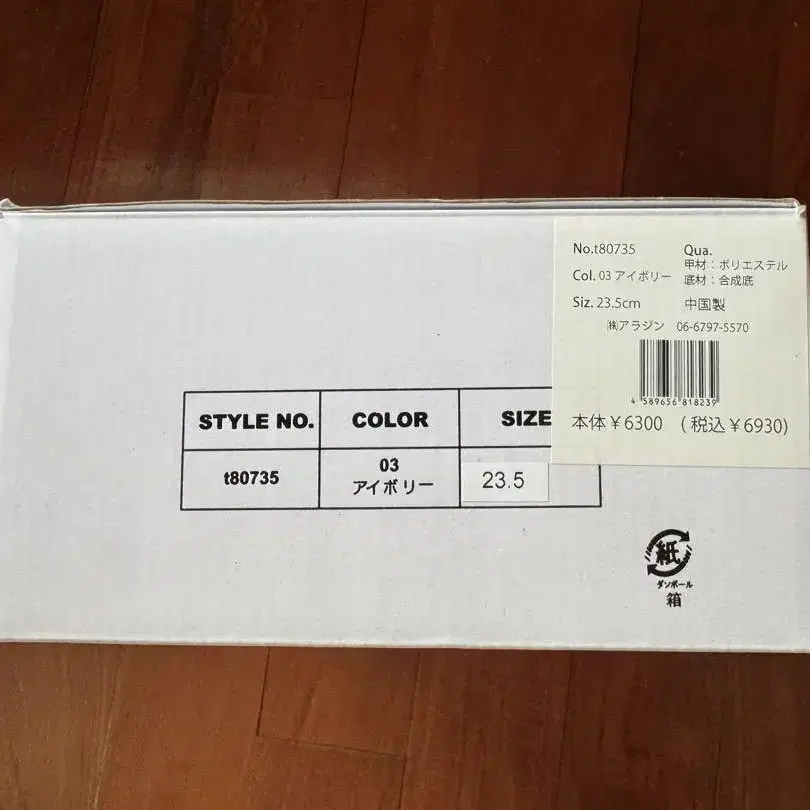 No.t80735
Qua.
甲材：ポリエステル
Col. 03 アイボリー
底材：合成底
Siz. 23.5cm
中国製
㈱アラジン 06-6797-5570
4 589656 818239
本体￥6300 (税込￥6930)
STYLE NO. COLOR SIZE
t80735 03 アイボリー 23.5
紙
ダンボール
箱